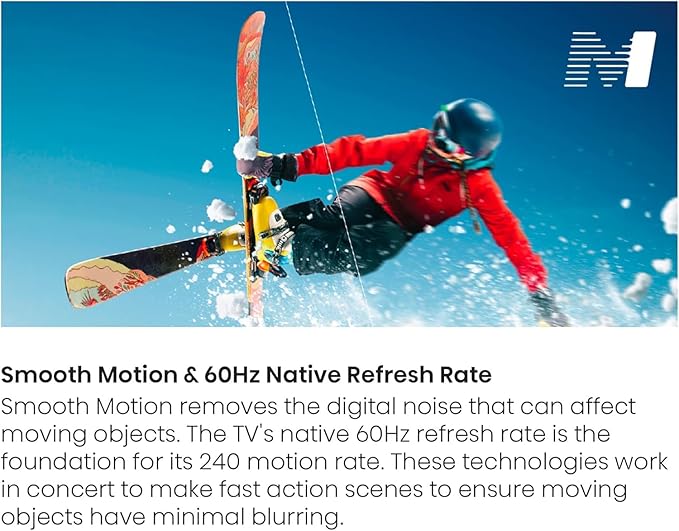 M
Smooth Motion & 60Hz Native Refresh Rate
Smooth Motion removes the digital noise that can affect
moving objects. The TV's native 60Hz refresh rate is the
foundation for its 240 motion rate. These technologies work
in concert to make fast action scenes to ensure moving
objects have minimal blurring.